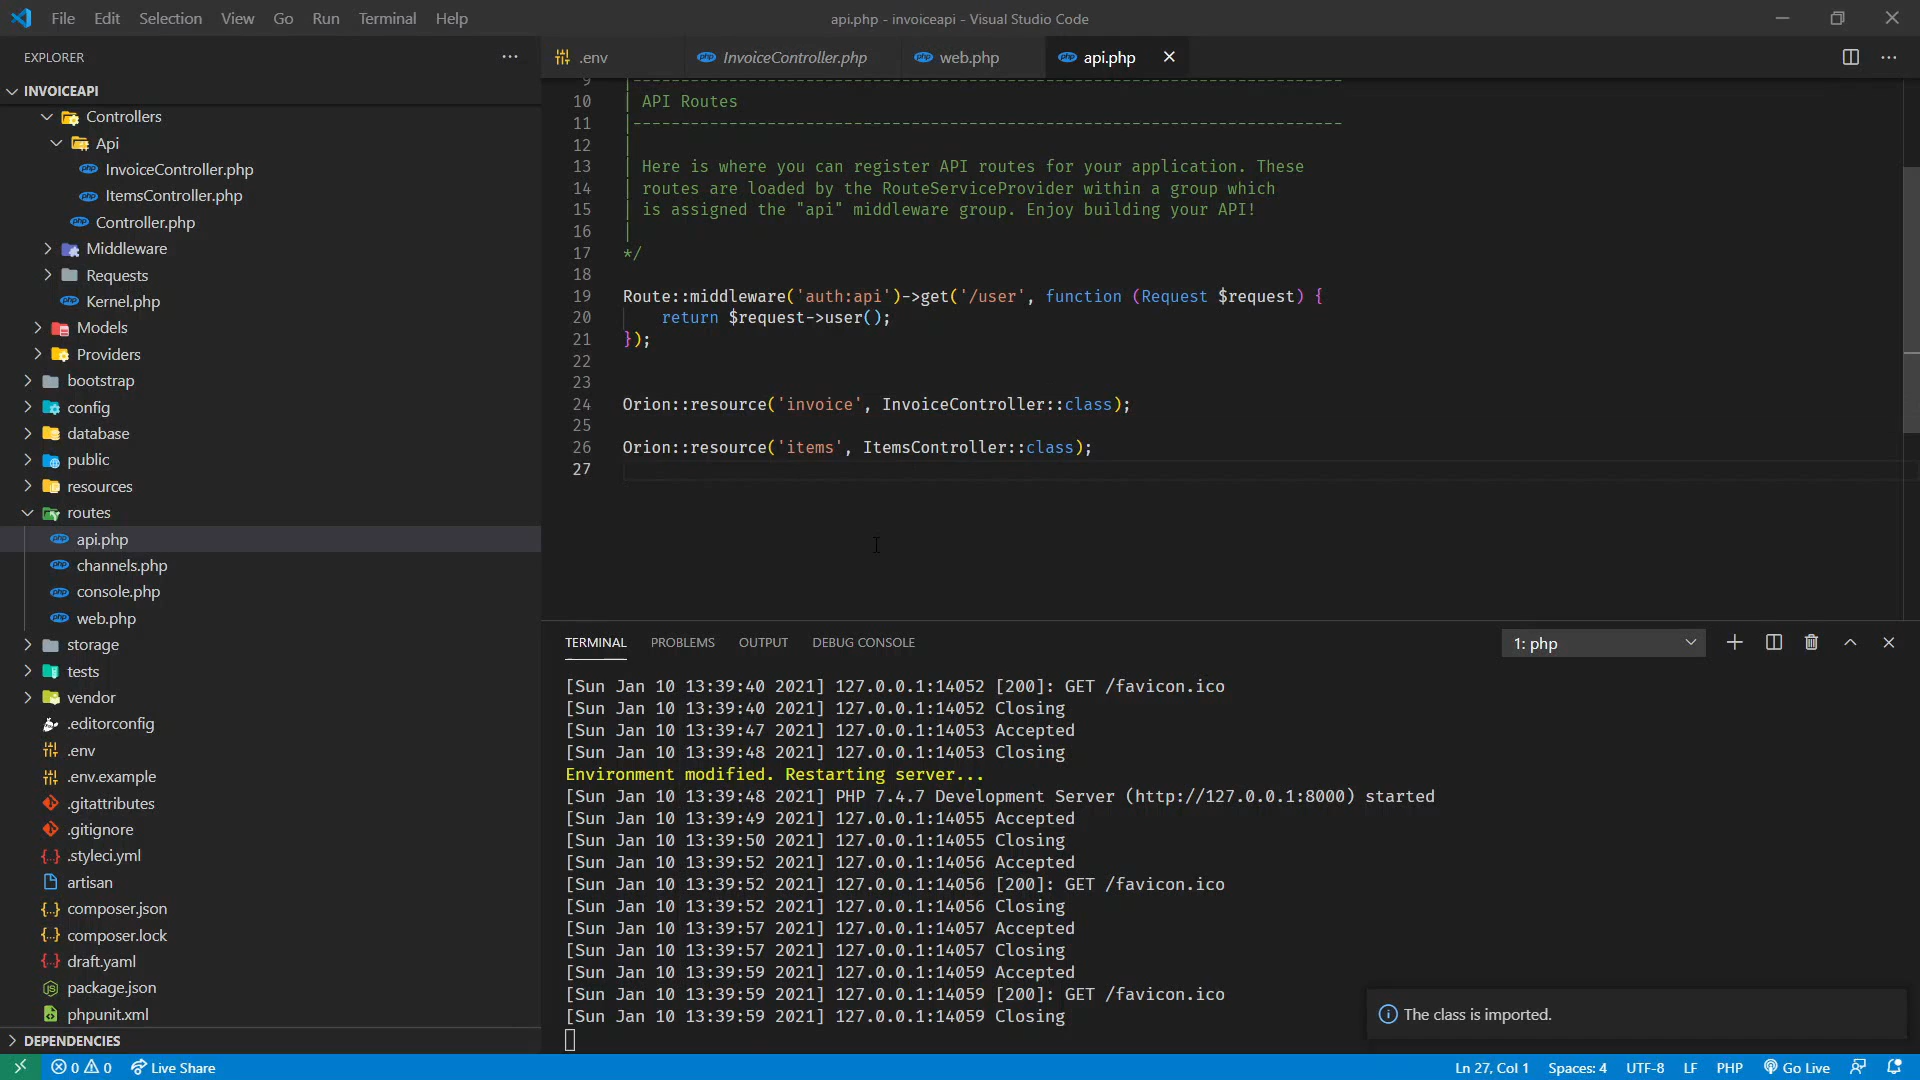 File Edit Selection View Go Run Terminal Help
api.php - invoiceapi - Visual Studio Code
EXPLORER
.env
InvoiceController.php
web.php
api.php
INVOICEAPI
Controllers
Api
InvoiceController.php
ItemsController.php
Controller.php
Middleware
Requests
Kernel.php
Models
Providers
bootstrap
config
database
public
resources
routes
api.php
channels.php
console.php
web.php
storage
tests
vendor
.editorconfig
.env
.env.example
.gitattributes
.gitignore
.styleci.yml
artisan
composer.json
composer.lock
draft.yaml
package.json
phpunit.xml
DEPENDENCIES
9 |--------------------------------------------------------------------------
10 | API Routes
11 |--------------------------------------------------------------------------
12 |
13 | Here is where you can register API routes for your application. These
14 | routes are loaded by the RouteServiceProvider within a group which
15 | is assigned the "api" middleware group. Enjoy building your API!
16 |
17 */
18
19 Route::middleware('auth:api')->get('/user', function (Request $request) {
20     return $request->user();
21 });
22
23
24 Orion::resource('invoice', InvoiceController::class);
25
26 Orion::resource('items', ItemsController::class);
27
TERMINAL PROBLEMS OUTPUT DEBUG CONSOLE
1: php
[Sun Jan 10 13:39:40 2021] 127.0.0.1:14052 [200]: GET /favicon.ico
[Sun Jan 10 13:39:40 2021] 127.0.0.1:14052 Closing
[Sun Jan 10 13:39:47 2021] 127.0.0.1:14053 Accepted
[Sun Jan 10 13:39:48 2021] 127.0.0.1:14053 Closing
Environment modified. Restarting server...
[Sun Jan 10 13:39:48 2021] PHP 7.4.7 Development Server (http://127.0.0.1:8000) started
[Sun Jan 10 13:39:49 2021] 127.0.0.1:14055 Accepted
[Sun Jan 10 13:39:50 2021] 127.0.0.1:14055 Closing
[Sun Jan 10 13:39:52 2021] 127.0.0.1:14056 Accepted
[Sun Jan 10 13:39:52 2021] 127.0.0.1:14056 [200]: GET /favicon.ico
[Sun Jan 10 13:39:52 2021] 127.0.0.1:14056 Closing
[Sun Jan 10 13:39:57 2021] 127.0.0.1:14057 Accepted
[Sun Jan 10 13:39:57 2021] 127.0.0.1:14057 Closing
[Sun Jan 10 13:39:59 2021] 127.0.0.1:14059 Accepted
[Sun Jan 10 13:39:59 2021] 127.0.0.1:14059 [200]: GET /favicon.ico
[Sun Jan 10 13:39:59 2021] 127.0.0.1:14059 Closing
The class is imported.
0 0 Live Share
Ln 27, Col 1 Spaces: 4 UTF-8 LF PHP Go Live